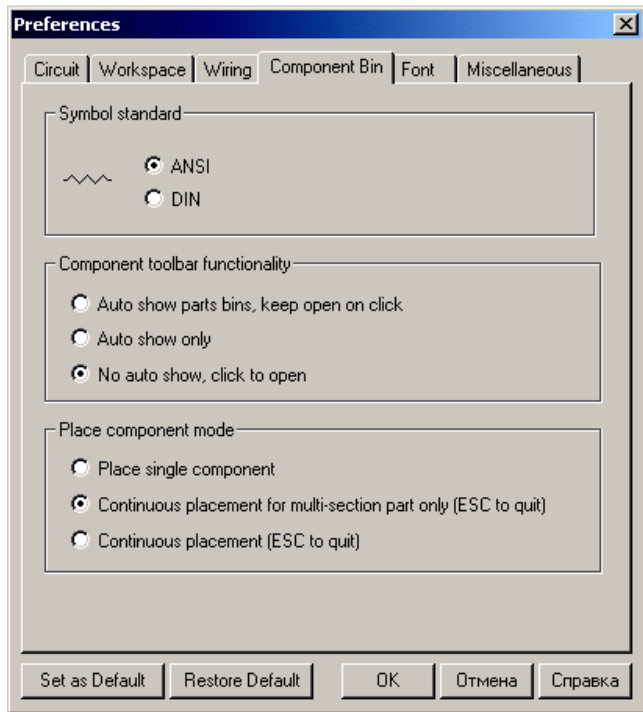 Preferences
Circuit Workspace Wiring Component Bin Font Miscellaneous
Symbol standard
ANSI
DIN
Component toolbar functionality
Auto show parts bins, keep open on click
Auto show only
No auto show, click to open
Place component mode
Place single component
Continuous placement for multi-section part only (ESC to quit)
Continuous placement (ESC to quit)
Set as Default Restore Default OK Отмена Справка